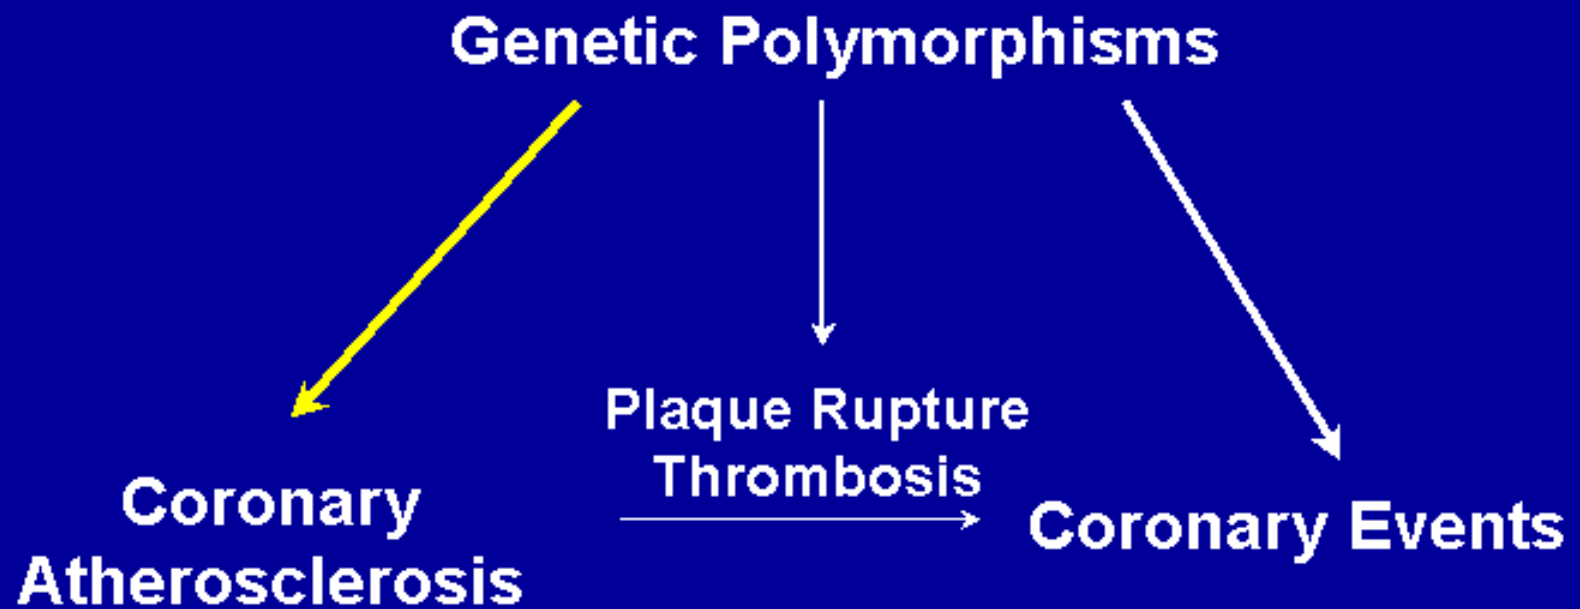 Genetic Polymorphisms
Plaque Rupture
Thrombosis
Coronary
Atherosclerosis
Coronary Events